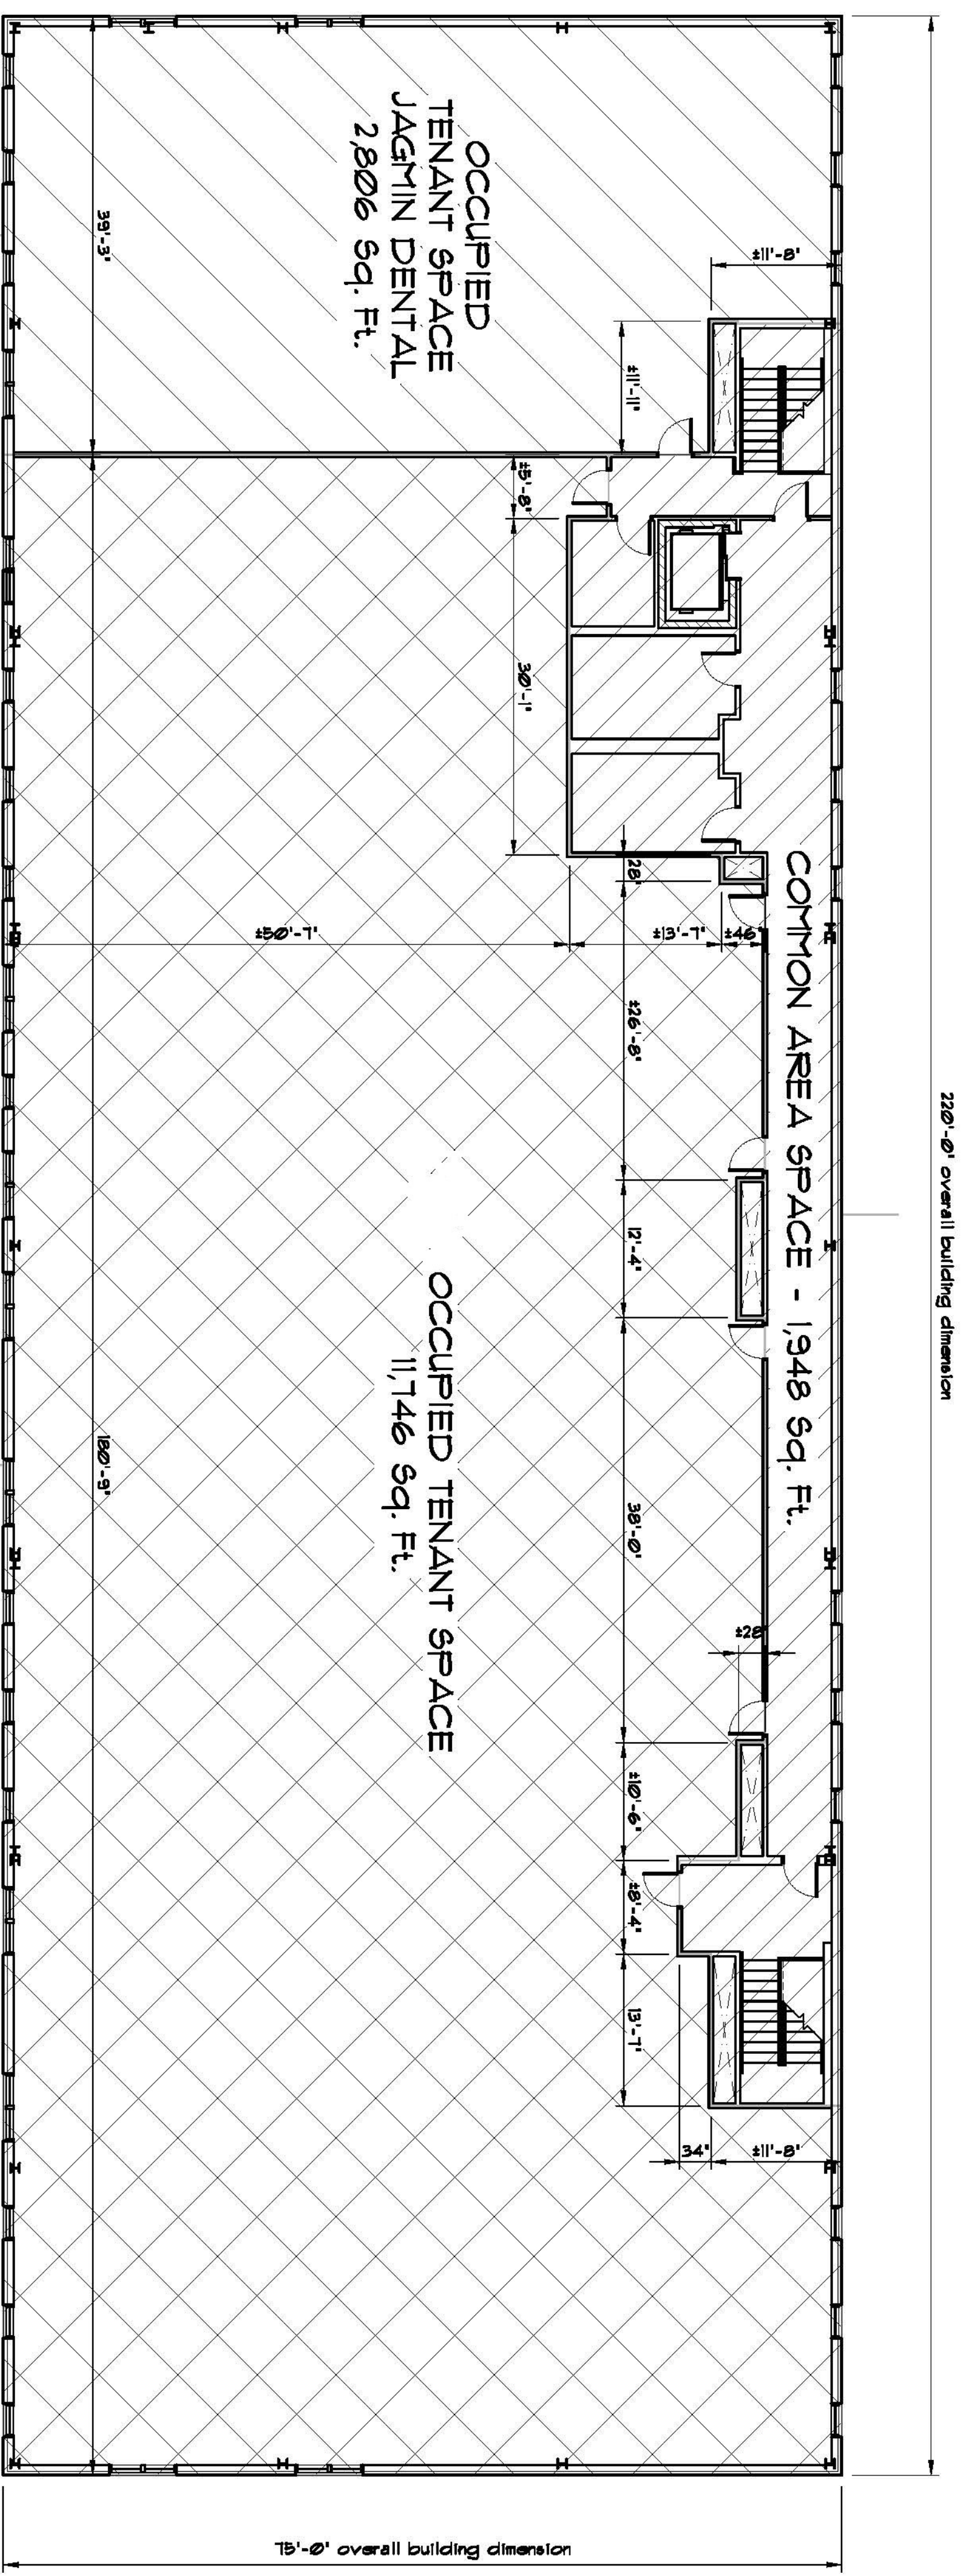 OCCUPIED
TENANT SPACE
JAGMIN DENTAL
2,806 Sq. Ft.
39'-3"
±11'-8"
±11'-11"
±5'-8"
30'-1"
28"
±50'-7"
±13'-7"
±46"
±26'-8"
COMMON AREA SPACE - 1,948 Sq. Ft.
220'-0" overall building dimension
12'-4"
OCCUPIED TENANT SPACE
11,746 Sq. Ft.
180'-9"
38'-0"
±28"
±10'-6"
±8'-4"
13'-7"
34"
±11'-8"
75'-0" overall building dimension